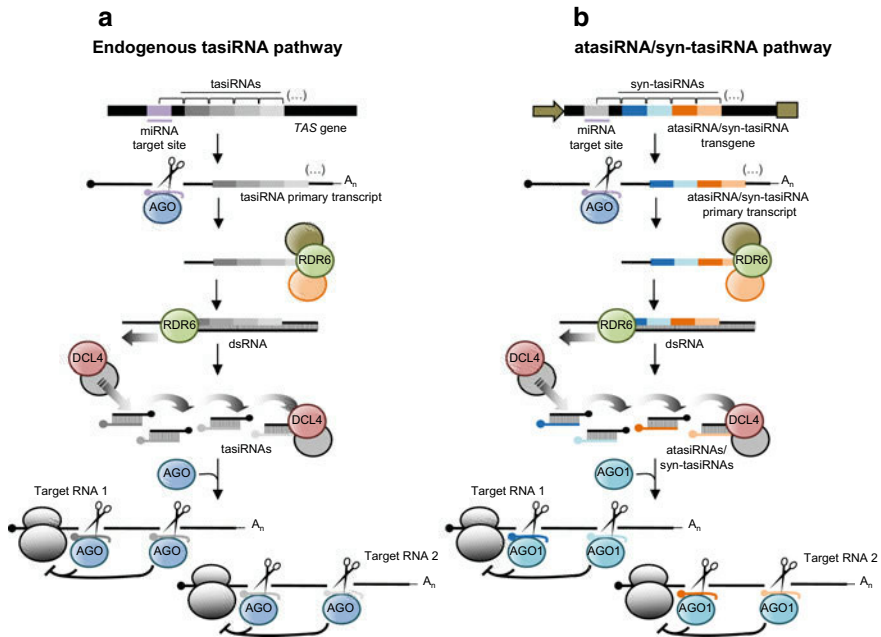 a
Endogenous tasiRNA pathway
tasiRNAs
(...)
miRNA
target site
TAS gene
(...)
An
tasiRNA primary transcript
AGO
RDR6
RDR6
dsRNA
DCL4
DCL4
tasiRNAs
AGO
Target RNA 1
An
AGO
AGO
Target RNA 2
An
AGO
AGO
b
atasiRNA/syn-tasiRNA pathway
syn-tasiRNAs
(...)
miRNA
target site
atasiRNA/syn-tasiRNA
transgene
(...)
An
atasiRNA/syn-tasiRNA
primary transcript
AGO
RDR6
RDR6
dsRNA
DCL4
DCL4
atasiRNAs/
syn-tasiRNAs
AGO1
Target RNA 1
An
AGO1
AGO1
Target RNA 2
An
AGO1
AGO1